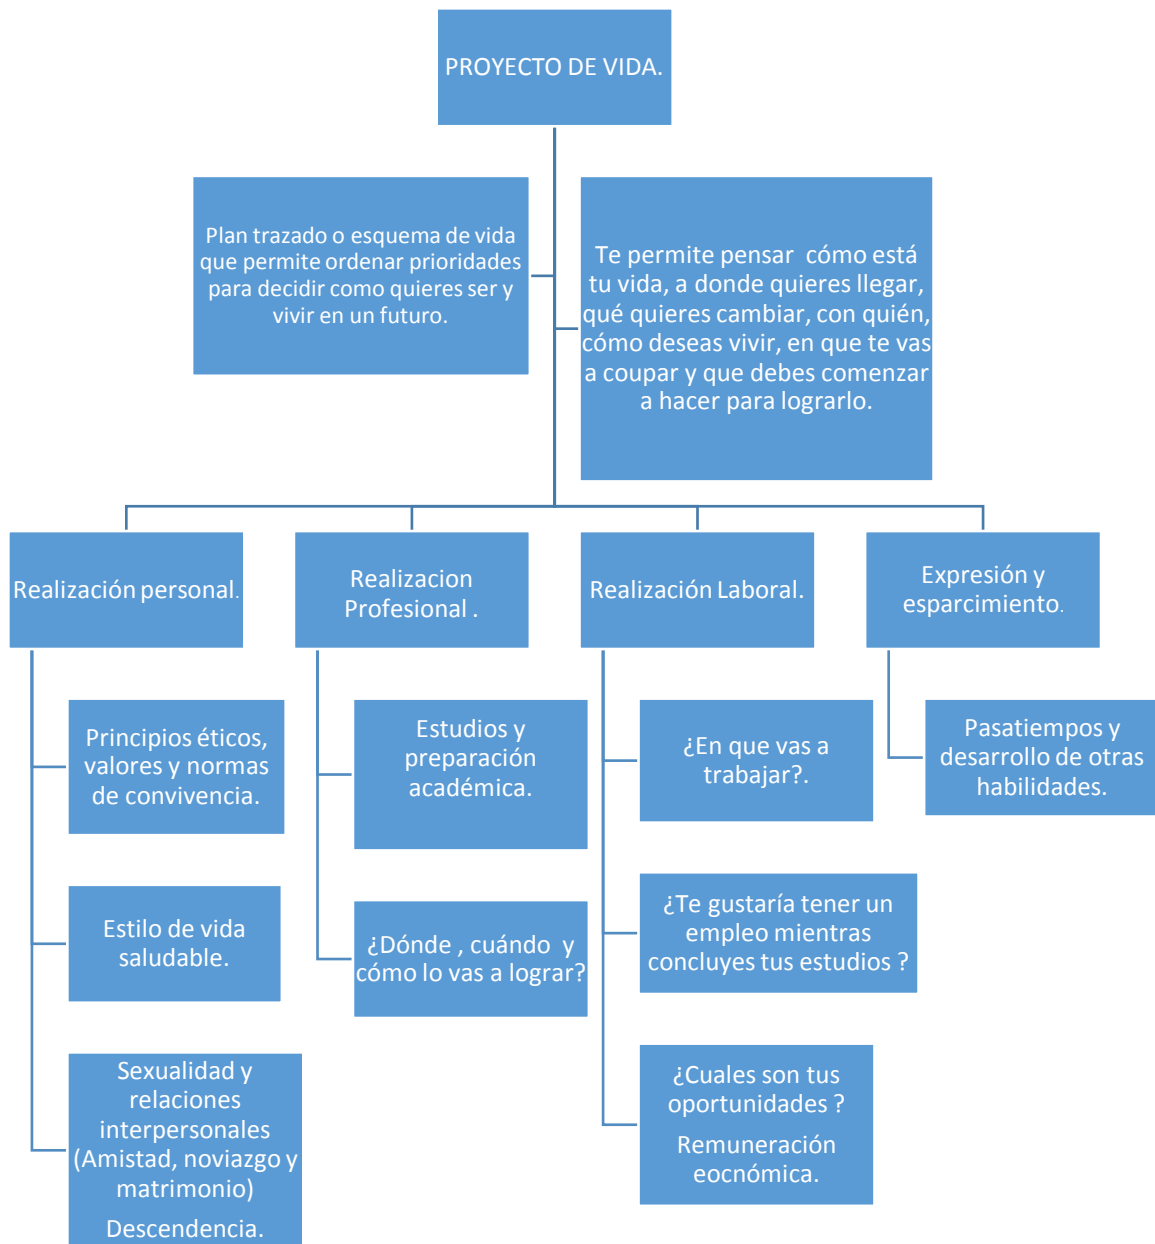 PROYECTO DE VIDA.
Plan trazado o esquema de vida
que permite ordenar prioridades
para decidir como quieres ser y
vivir en un futuro.
Te permite pensar cómo está
tu vida, a donde quieres llegar,
qué quieres cambiar, con quién,
cómo deseas vivir, en que te vas
a coupar y que debes comenzar
a hacer para lograrlo.
Realización personal.
Realizacion
Profesional .
Realización Laboral.
Expresión y
esparcimiento.
Principios éticos,
valores y normas
de convivencia.
Estilo de vida
saludable.
Sexualidad y
relaciones
interpersonales
(Amistad, noviazgo y
matrimonio)
Descendencia.
Estudios y
preparación
académica.
¿Dónde , cuándo y
cómo lo vas a lograr?
¿En que vas a
trabajar?.
¿Te gustaría tener un
empleo mientras
concluyes tus estudios ?
¿Cuales son tus
oportunidades ?
Remuneración
eocnómica.
Pasatiempos y
desarrollo de otras
habilidades.